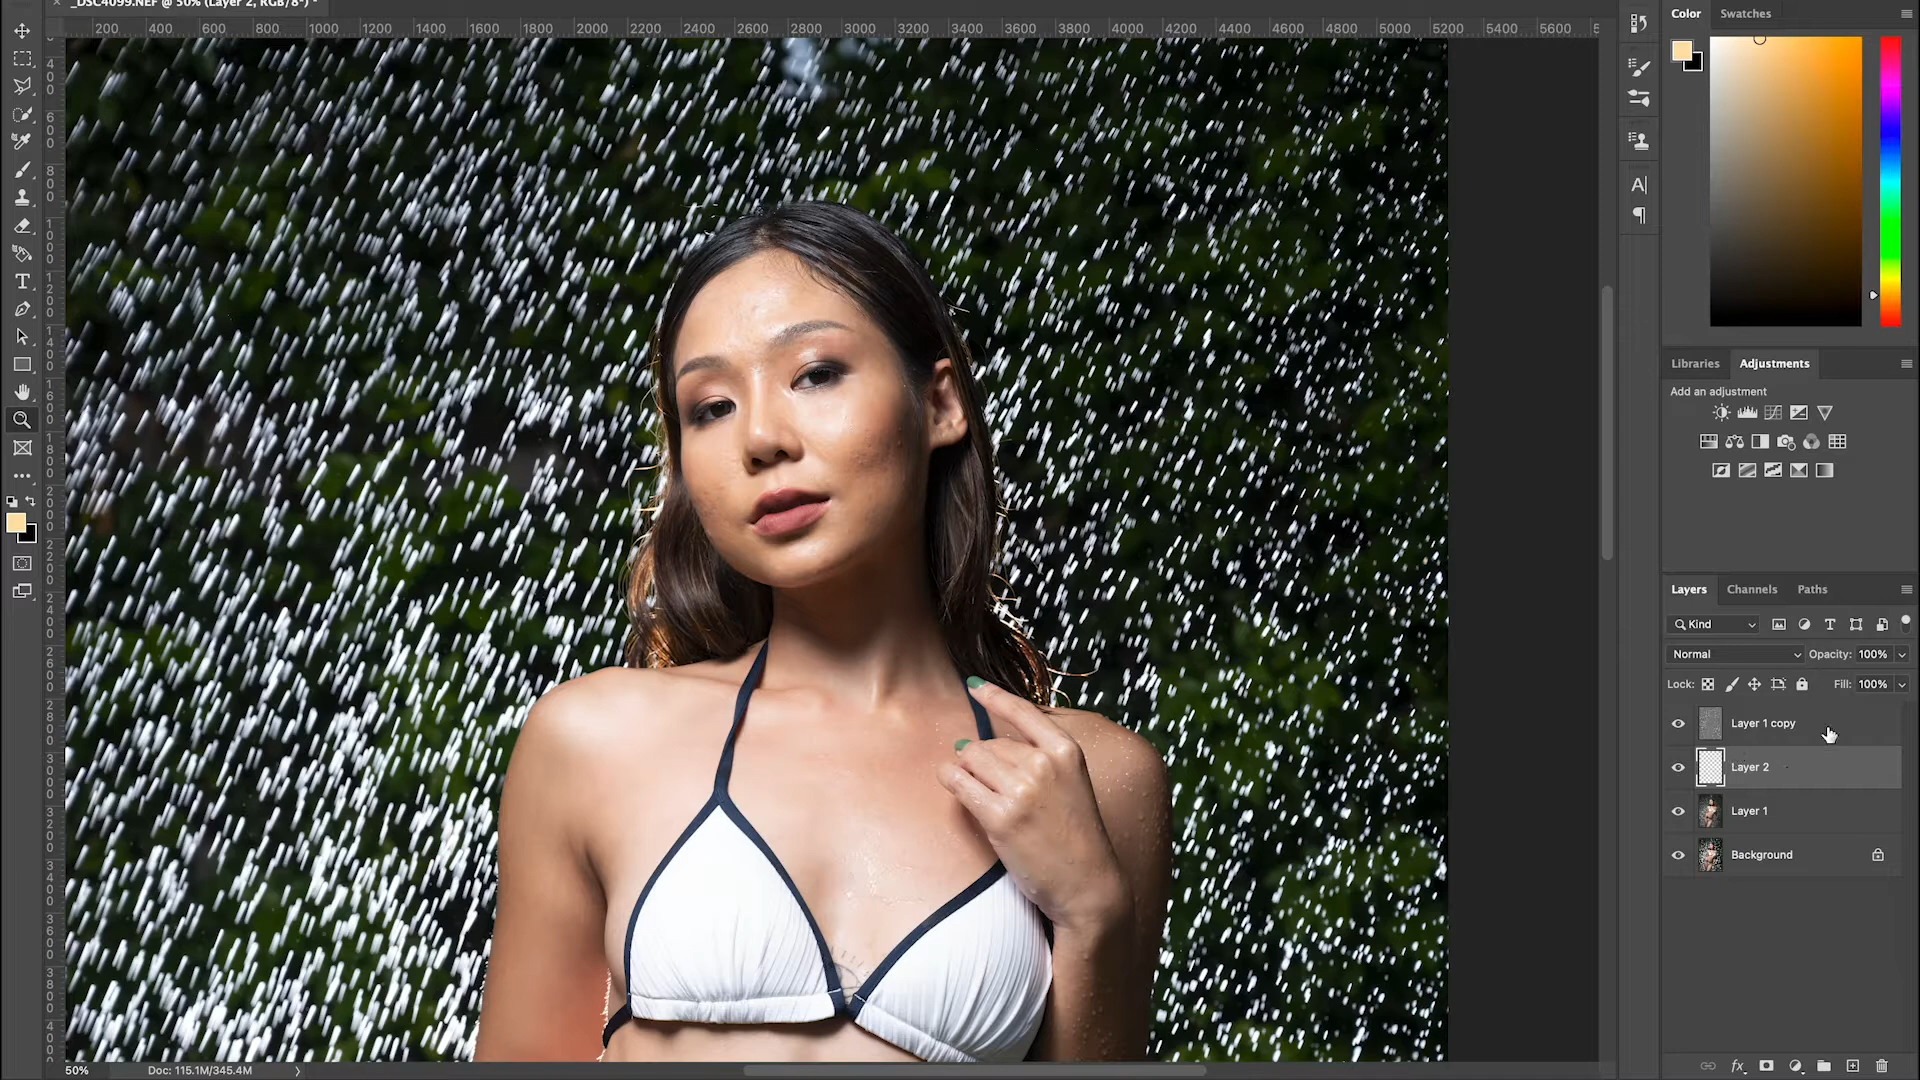 _DSC4099.NEF @ 50% (Layer 2, RGB/8*) *
200 400 600 800 1000 1200 1400 1600 1800 2000 2200 2400 2600 2800 3000 3200 3400 3600 3800 4000 4200 4400 4600 4800 5000 5200 5400 5600
Color Swatches
Libraries Adjustments
Add an adjustment
Layers Channels Paths
Kind
Normal Opacity: 100%
Lock: Fill: 100%
Layer 1 copy
Layer 2
Layer 1
Background
50% Doc: 115.1M/345.4M